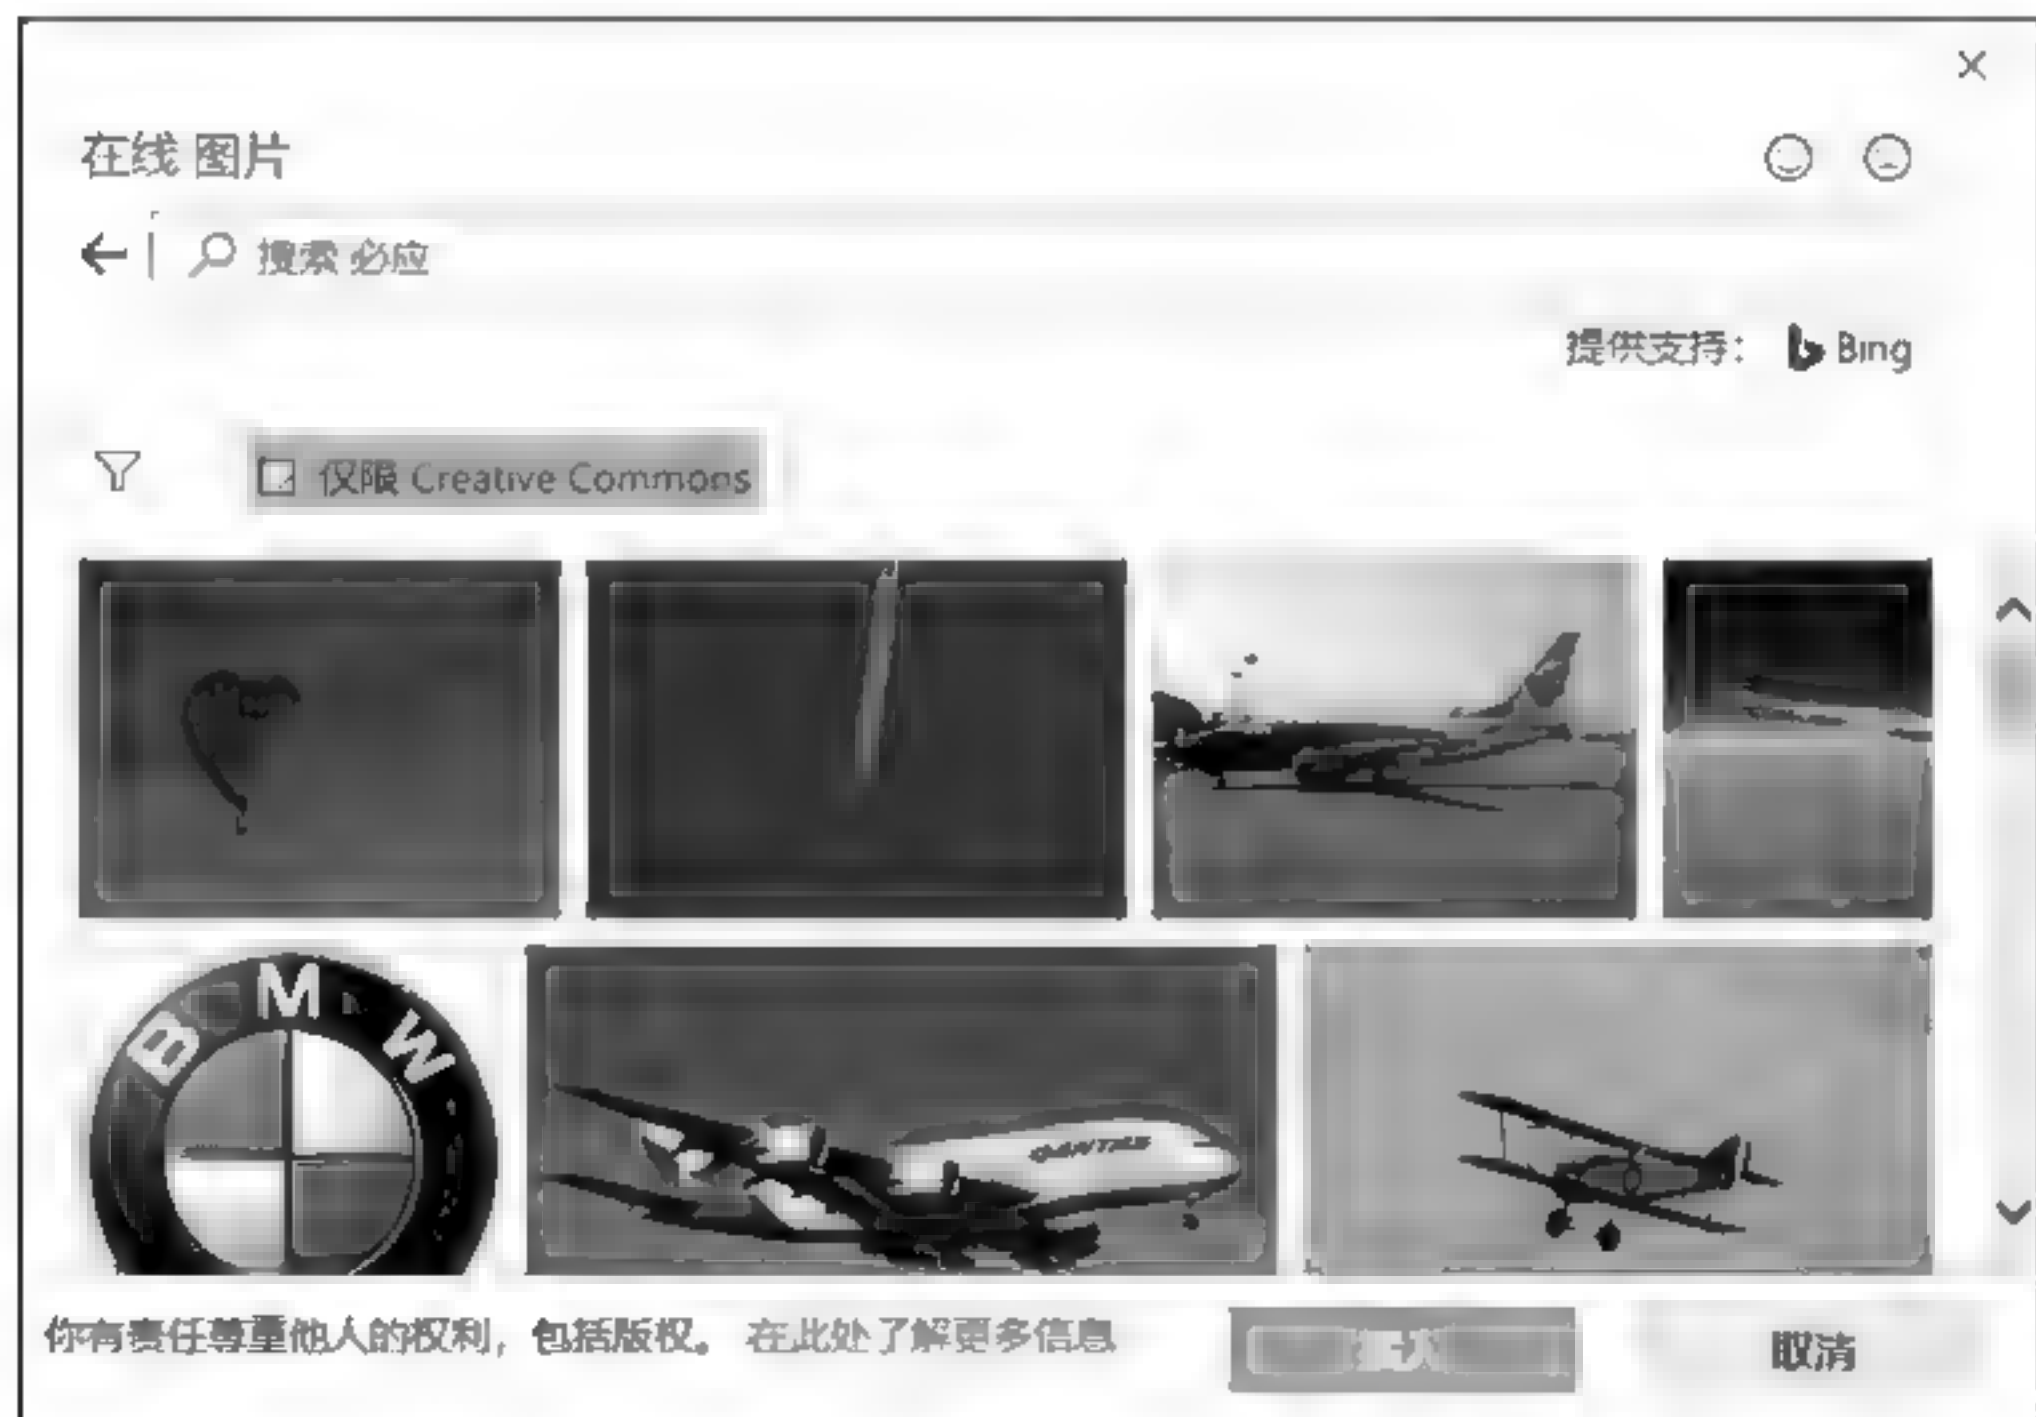 在线 图片
搜索 必应
提供支持： Bing
仅限 Creative Commons
B M W
QANTAS
你有责任尊重他人的权利，包括版权。 在此处了解更多信息
取消